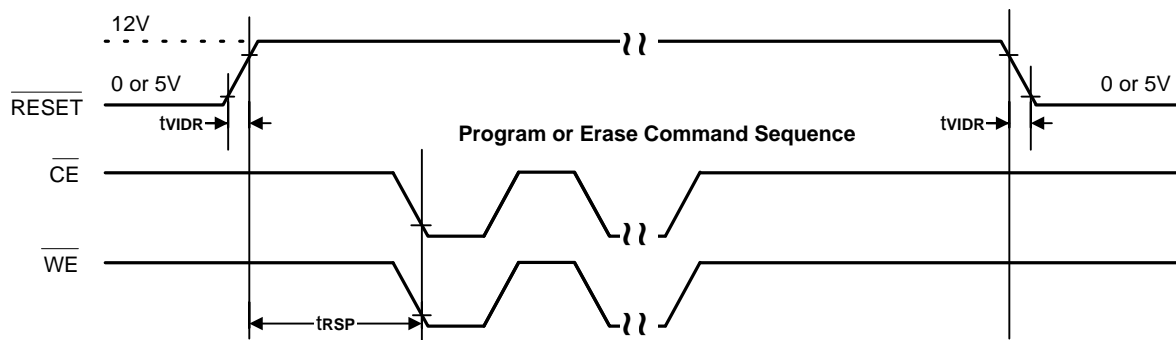 12V
0 or 5V
0 or 5V
RESET
tVIDR
Program or Erase Command Sequence
tVIDR
CE
WE
tRSP